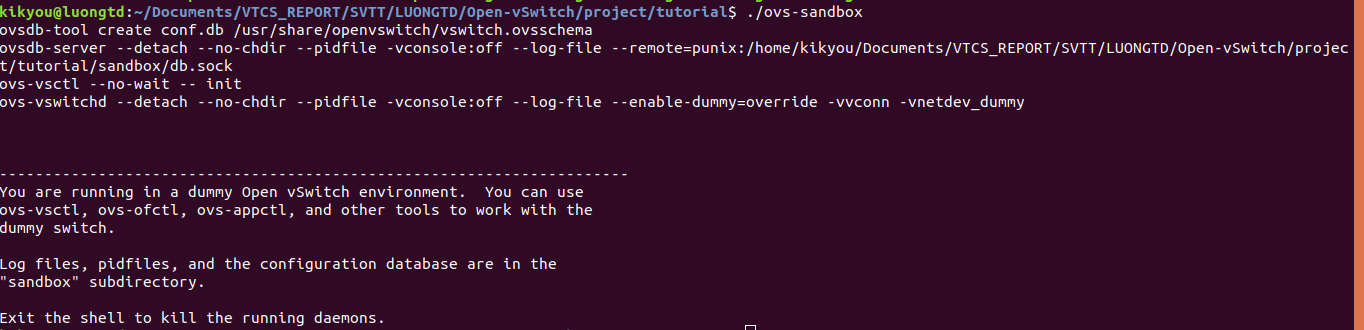 kikyou@luongtd:~/Documents/VTCS_REPORT/SVTT/LUONGTD/Open-vSwitch/project/tutorial$ ./ovs-sandbox
ovsdb-tool create conf.db /usr/share/openvswitch/vswitch.ovsschema
ovsdb-server --detach --no-chdir --pidfile -vconsole:off --log-file --remote=punix:/home/kikyou/Documents/VTCS_REPORT/SVTT/LUONGTD/Open-vSwitch/projec
t/tutorial/sandbox/db.sock
ovs-vsctl --no-wait -- init
ovs-vswitchd --detach --no-chdir --pidfile -vconsole:off --log-file --enable-dummy=override -vvconn -vnetdev_dummy
----------------------------------------------------------------------
You are running in a dummy Open vSwitch environment.  You can use
ovs-vsctl, ovs-ofctl, ovs-appctl, and other tools to work with the
dummy switch.
Log files, pidfiles, and the configuration database are in the
"sandbox" subdirectory.
Exit the shell to kill the running daemons.